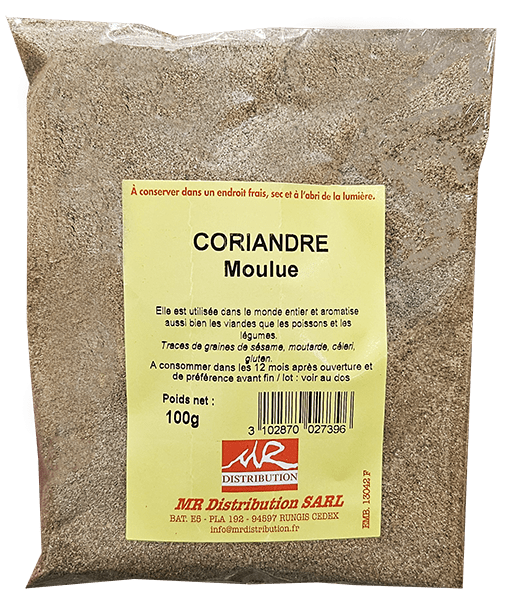 À conserver dans un endroit frais, sec et à l'abri de la lumière.
CORIANDRE
Moulue
Elle est utilisée dans le monde entier et aromatise
aussi bien les viandes que les poissons et les
légumes.
Traces de graines de sésame, moutarde, céleri,
gluten.
A consommer dans les 12 mois après ouverture et
de préférence avant fin / lot : voir au dos
Poids net :
100g
3 102870 027396
MR
DISTRIBUTION
MR Distribution SARL
BAT. E5 - PLA 192 - 94597 RUNGIS CEDEX
info@mrdistribution.fr
EMB. 13042 F